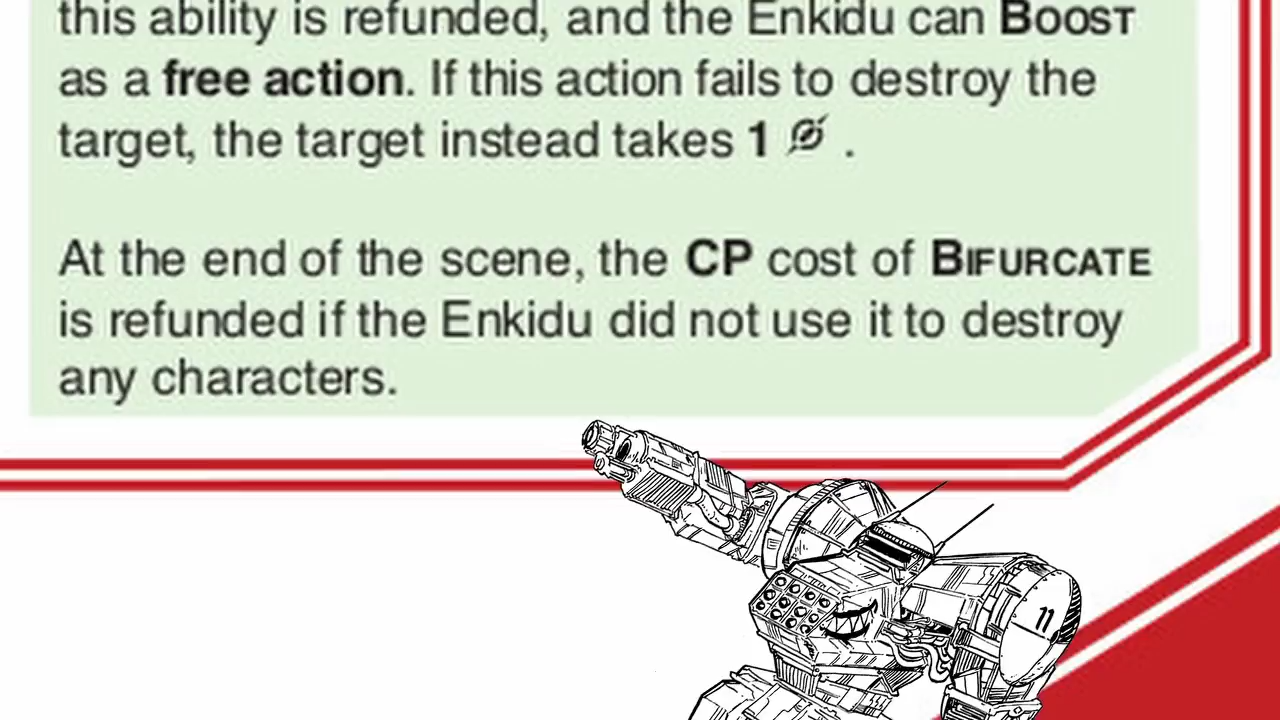 this ability is refunded, and the Enkidu can BOOST
as a free action. If this action fails to destroy the
target, the target instead takes 1 .
At the end of the scene, the CP cost of BIFURCATE
is refunded if the Enkidu did not use it to destroy
any characters.
11